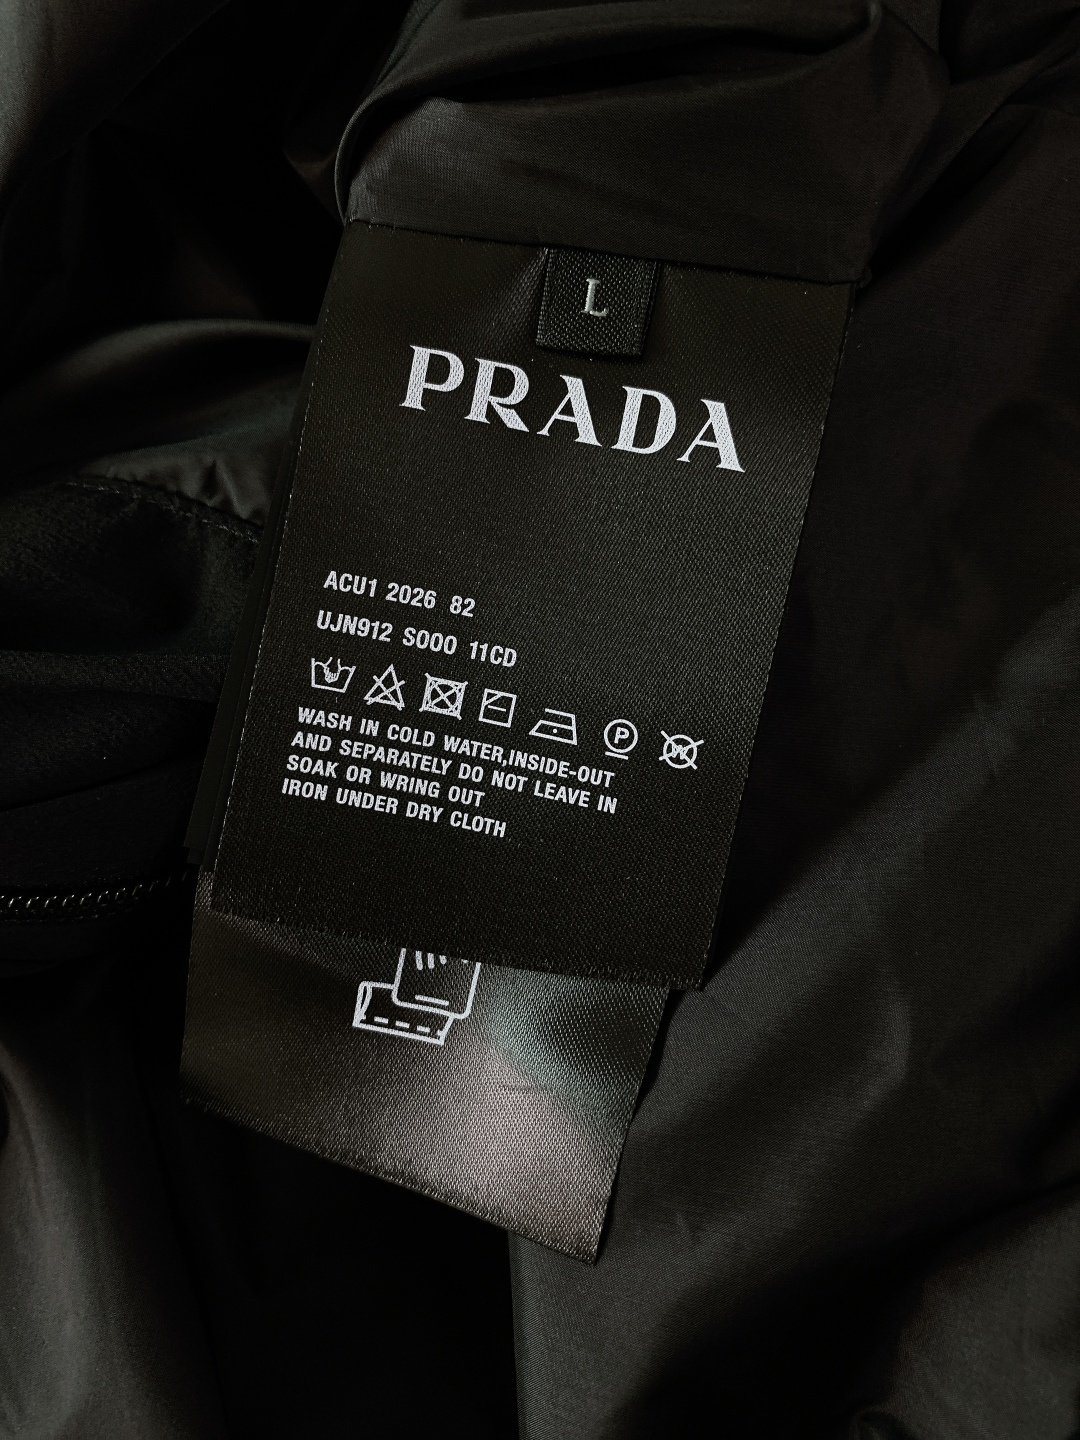 L
PRADA
ACU1 2026 82
UJN912 S000 11CD
P
W
WASH IN COLD WATER,INSIDE-OUT
AND SEPARATELY DO NOT LEAVE IN
SOAK OR WRING OUT
IRON UNDER DRY CLOTH